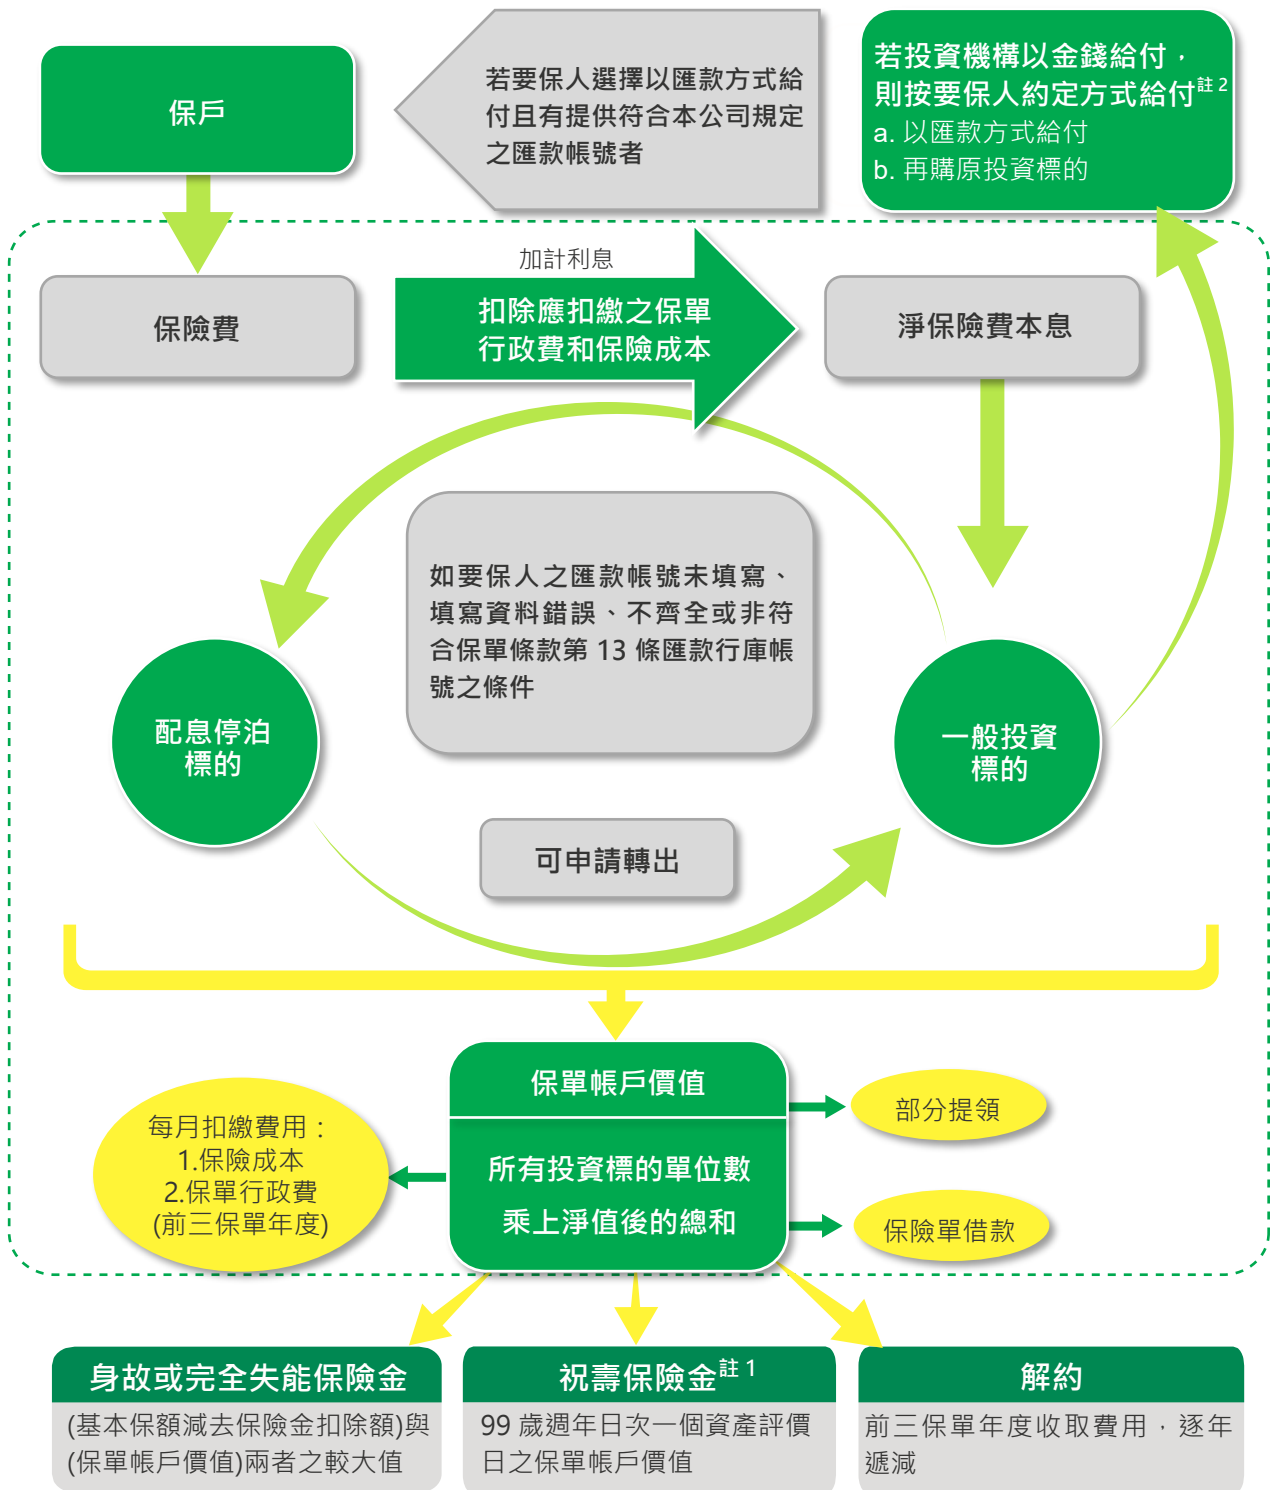 保戶
若要保人選擇以匯款方式給
付且有提供符合本公司規定
之匯款帳號者
若投資機構以金錢給付，
則按要保人約定方式給付註 2
a. 以匯款方式給付
b. 再購原投資標的
保險費
加計利息
扣除應扣繳之保單
行政費和保險成本
淨保險費本息
如要保人之匯款帳號未填寫、
填寫資料錯誤、不齊全或非符
合保單條款第 13 條匯款行庫帳
號之條件
配息停泊
標的
一般投資
標的
可申請轉出
保單帳戶價值
所有投資標的單位數
乘上淨值後的總和
每月扣繳費用：
1.保險成本
2.保單行政費
(前三保單年度)
部分提領
保險單借款
身故或完全失能保險金
(基本保額減去保險金扣除額)與
(保單帳戶價值)兩者之較大值
祝壽保險金註 1
99 歲週年日次一個資產評價
日之保單帳戶價值
解約
前三保單年度收取費用，逐年
遞減